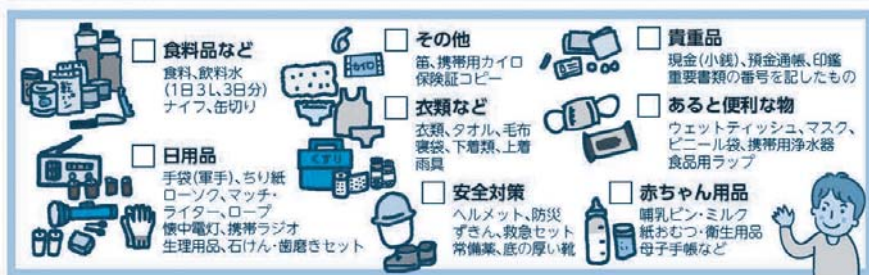 食料品など
食料、飲料水
(1日3L、3日分)
ナイフ、缶切り
日用品
手袋(軍手)、ちり紙
ローソク、マッチ・
ライター、ロープ
懐中電灯、携帯ラジオ
生理用品、石けん・歯磨きセット
その他
笛、携帯用カイロ
保険証コピー
衣類など
衣類、タオル、毛布
寝袋、下着類、上着
雨具
安全対策
ヘルメット、防災
ずきん、救急セット
常備薬、底の厚い靴
貴重品
現金(小銭)、預金通帳、印鑑
重要書類の番号を記したもの
あると便利な物
ウェットティッシュ、マスク、
ビニール袋、携帯用浄水器
食品用ラップ
赤ちゃん用品
哺乳ビン・ミルク
紙おむつ・衛生用品
母子手帳など
カイロ
くすり